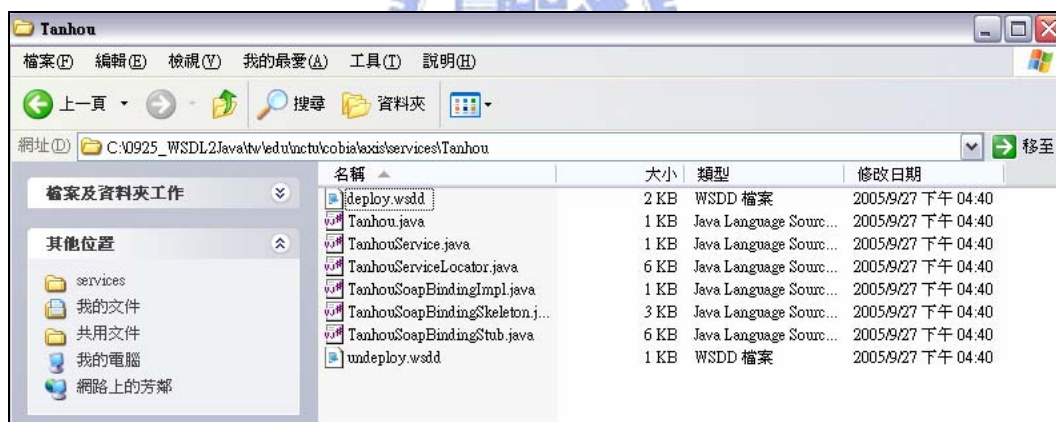 Tanhou
檔案(F) 編輯(E) 檢視(V) 我的最愛(A) 工具(T) 說明(H)
上一頁 搜尋 資料夾
網址(D) C:\0925_WSDL2Java\tw\edu\nctu\cobia\axis\services\Tanhou 移至
檔案及資料夾工作
其他位置
services
我的文件
共用文件
我的電腦
網路上的芳鄰
名稱 大小 類型 修改日期
deploy.wsdd 2 KB WSDD 檔案 2005/9/27 下午 04:40
Tanhou.java 1 KB Java Language Sourc... 2005/9/27 下午 04:40
TanhouService.java 1 KB Java Language Sourc... 2005/9/27 下午 04:40
TanhouServiceLocator.java 6 KB Java Language Sourc... 2005/9/27 下午 04:40
TanhouSoapBindingImpl.java 1 KB Java Language Sourc... 2005/9/27 下午 04:40
TanhouSoapBindingSkeleton.j... 3 KB Java Language Sourc... 2005/9/27 下午 04:40
TanhouSoapBindingStub.java 6 KB Java Language Sourc... 2005/9/27 下午 04:40
undeploy.wsdd 1 KB WSDD 檔案 2005/9/27 下午 04:40